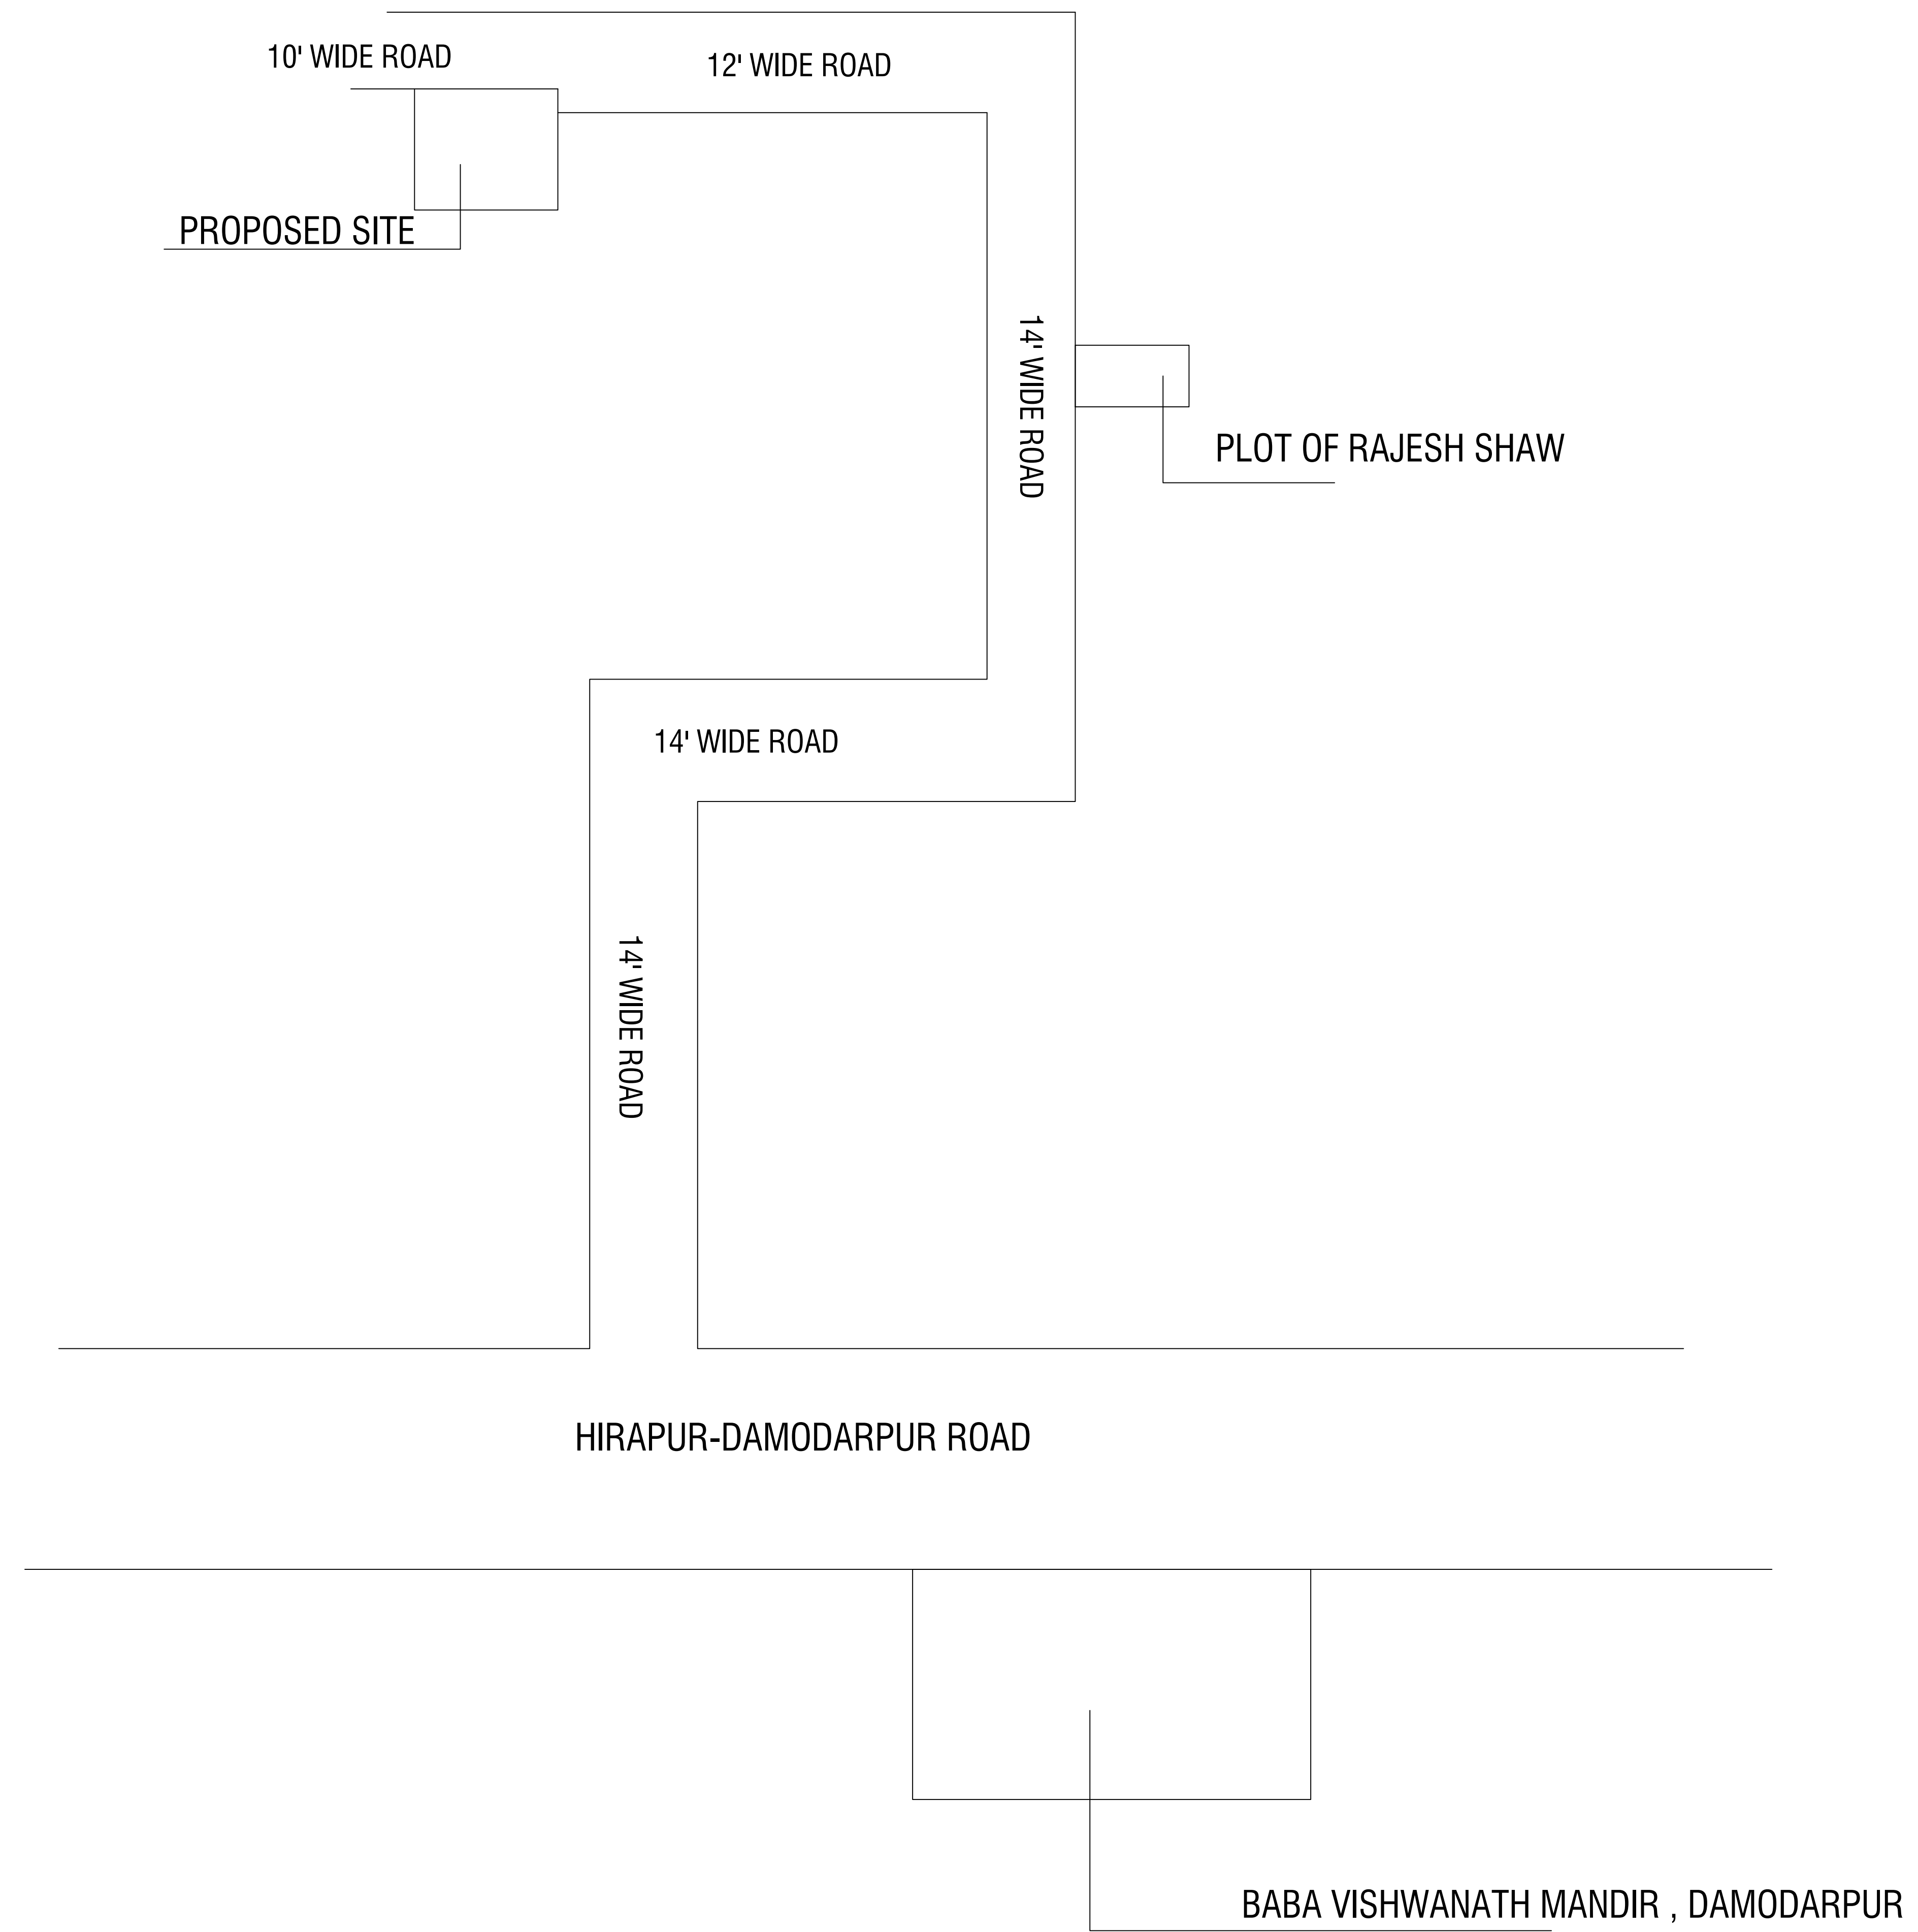 10' WIDE ROAD
12' WIDE ROAD
PROPOSED SITE
14' WIDE ROAD
PLOT OF RAJESH SHAW
14' WIDE ROAD
14' WIDE ROAD
HIRAPUR-DAMODARPUR ROAD
BABA VISHWANATH MANDIR , DAMODARPUR